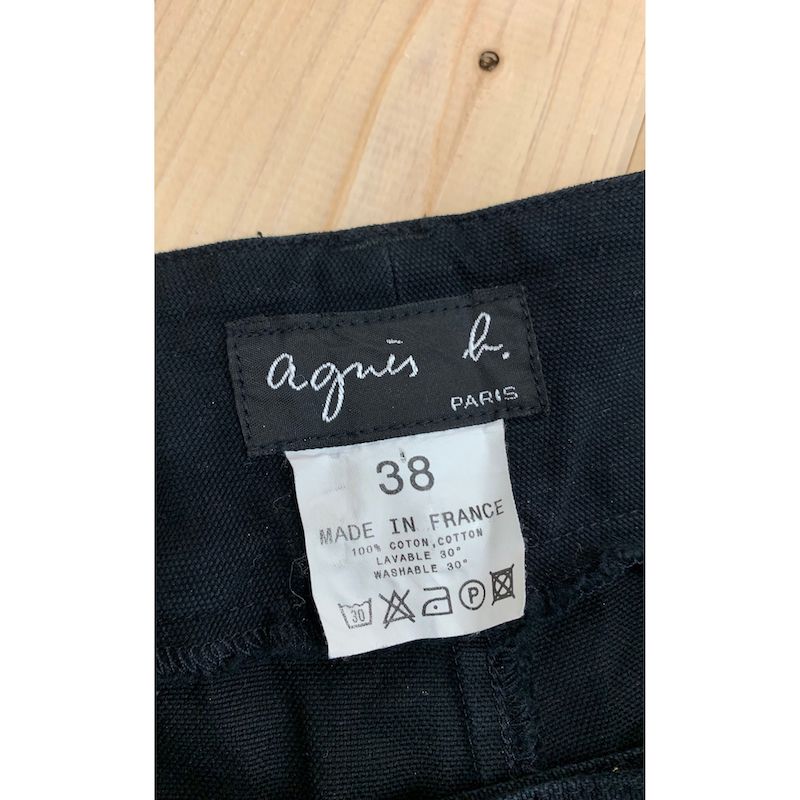 agnès b.
PARIS
38
MADE IN FRANCE
100% COTON,COTTON
LAVABLE 30°
WASHABLE 30°
30 P